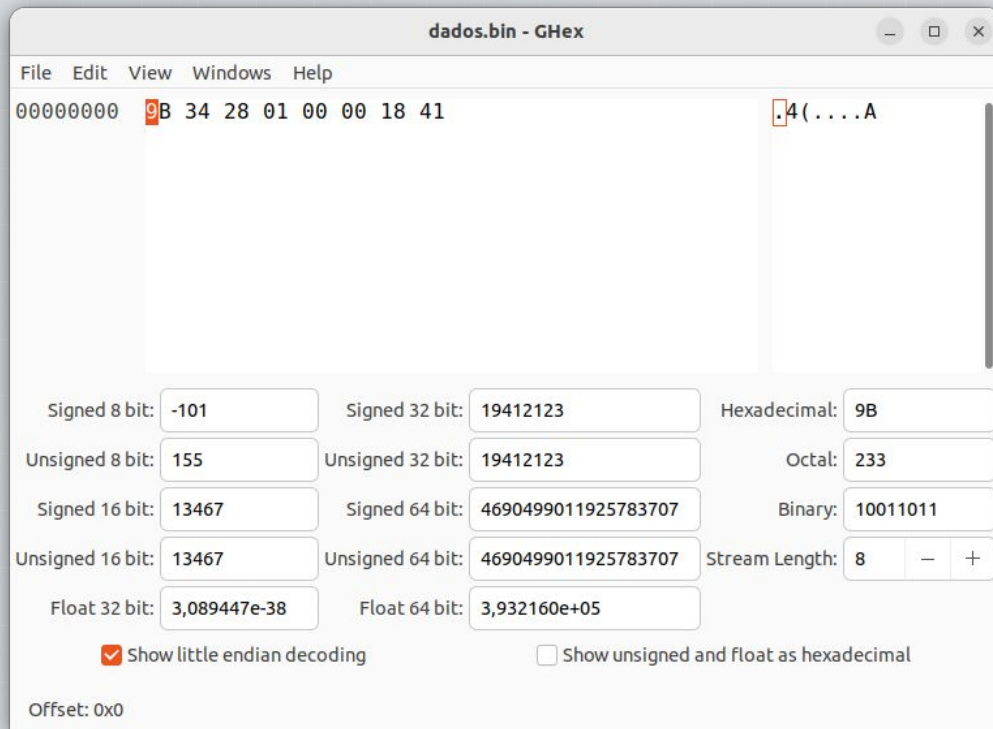 dados.bin - GHex
File Edit View Windows Help
00000000 9B 34 28 01 00 00 18 41 .4(....A
Signed 8 bit: -101 Signed 32 bit: 19412123 Hexadecimal: 9B
Unsigned 8 bit: 155 Unsigned 32 bit: 19412123 Octal: 233
Signed 16 bit: 13467 Signed 64 bit: 4690499011925783707 Binary: 10011011
Unsigned 16 bit: 13467 Unsigned 64 bit: 4690499011925783707 Stream Length: 8 − +
Float 32 bit: 3,089447e-38 Float 64 bit: 3,932160e+05
Show little endian decoding Show unsigned and float as hexadecimal
Offset: 0x0